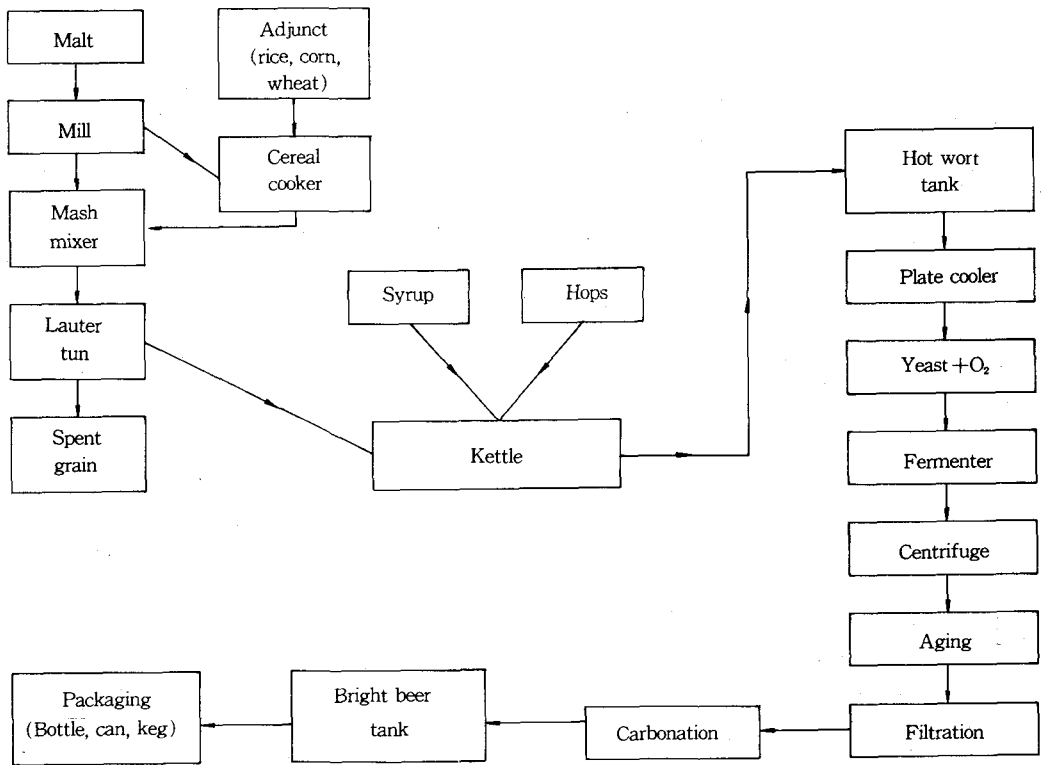 Malt
Adjunct
(rice, corn,
wheat)
Mill
Cereal
cooker
Mash
mixer
Lauter
tun
Spent
grain
Syrup
Hops
Kettle
Hot wort
tank
Plate cooler
Yeast+O₂
Fermenter
Centrifuge
Aging
Filtration
Carbonation
Bright beer
tank
Packaging
(Bottle, can, keg)